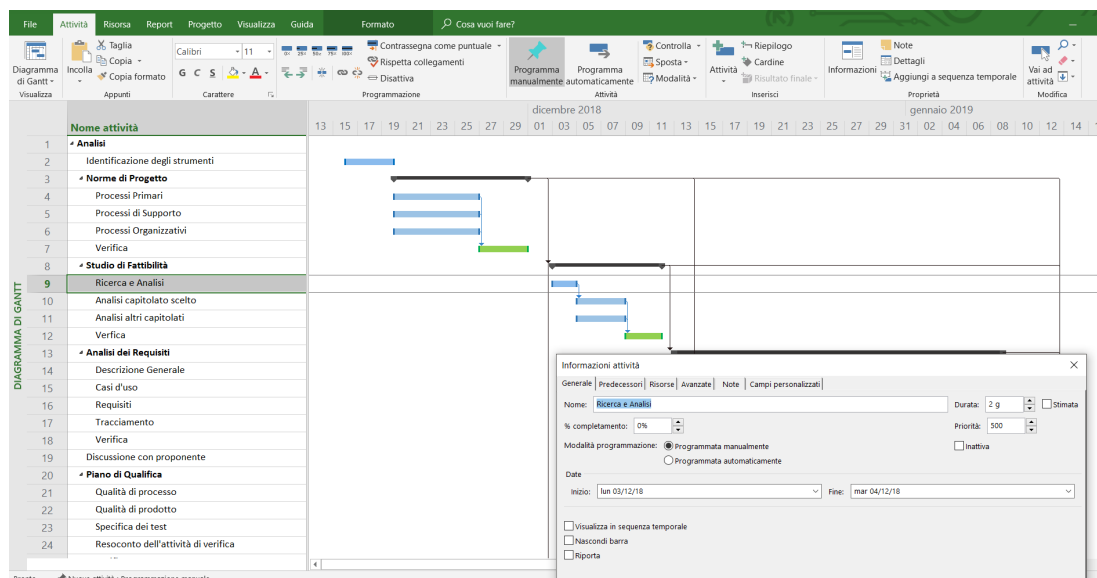 File Attività Risorsa Report Progetto Visualizza Guida Formato Cosa vuoi fare?
Diagramma di Gantt
Visualizza
Incolla
Taglia
Copia
Copia formato
Appunti
Calibri 11
G C S A
Carattere
0% 25% 50% 75% 100%
Contrassegna come puntuale
Rispetta collegamenti
Disattiva
Programmazione
Programma manualmente
Programma automaticamente
Controlla
Sposta
Modalità
Attività
Attività
Riepilogo
Cardine
Risultato finale
Inserisci
Informazioni
Note
Dettagli
Aggiungi a sequenza temporale
Proprietà
Vai ad attività
Modifica
dicembre 2018 gennaio 2019
Nome attività 13 15 17 19 21 23 25 27 29 01 03 05 07 09 11 13 15 17 19 21 23 25 27 29 31 02 04 06 08 10 12 14
1 Analisi
2 Identificazione degli strumenti
3 Norme di Progetto
4 Processi Primari
5 Processi di Supporto
6 Processi Organizzativi
7 Verifica
8 Studio di Fattibilità
9 Ricerca e Analisi
10 Analisi capitolato scelto
11 Analisi altri capitolati
12 Verfica
13 Analisi dei Requisiti
14 Descrizione Generale
15 Casi d'uso
16 Requisiti
17 Tracciamento
18 Verifica
19 Discussione con proponente
20 Piano di Qualifica
21 Qualità di processo
22 Qualità di prodotto
23 Specifica dei test
24 Resoconto dell'attività di verifica
DIAGRAMMA DI GANTT
Informazioni attività
Generale Predecessori Risorse Avanzate Note Campi personalizzati
Nome: Ricerca e Analisi Durata: 2 g Stimata
% completamento: 0% Priorità: 500
Modalità programmazione: Programmata manualmente Inattiva
Programmata automaticamente
Date
Inizio: lun 03/12/18 Fine: mar 04/12/18
Visualizza in sequenza temporale
Nascondi barra
Riporta